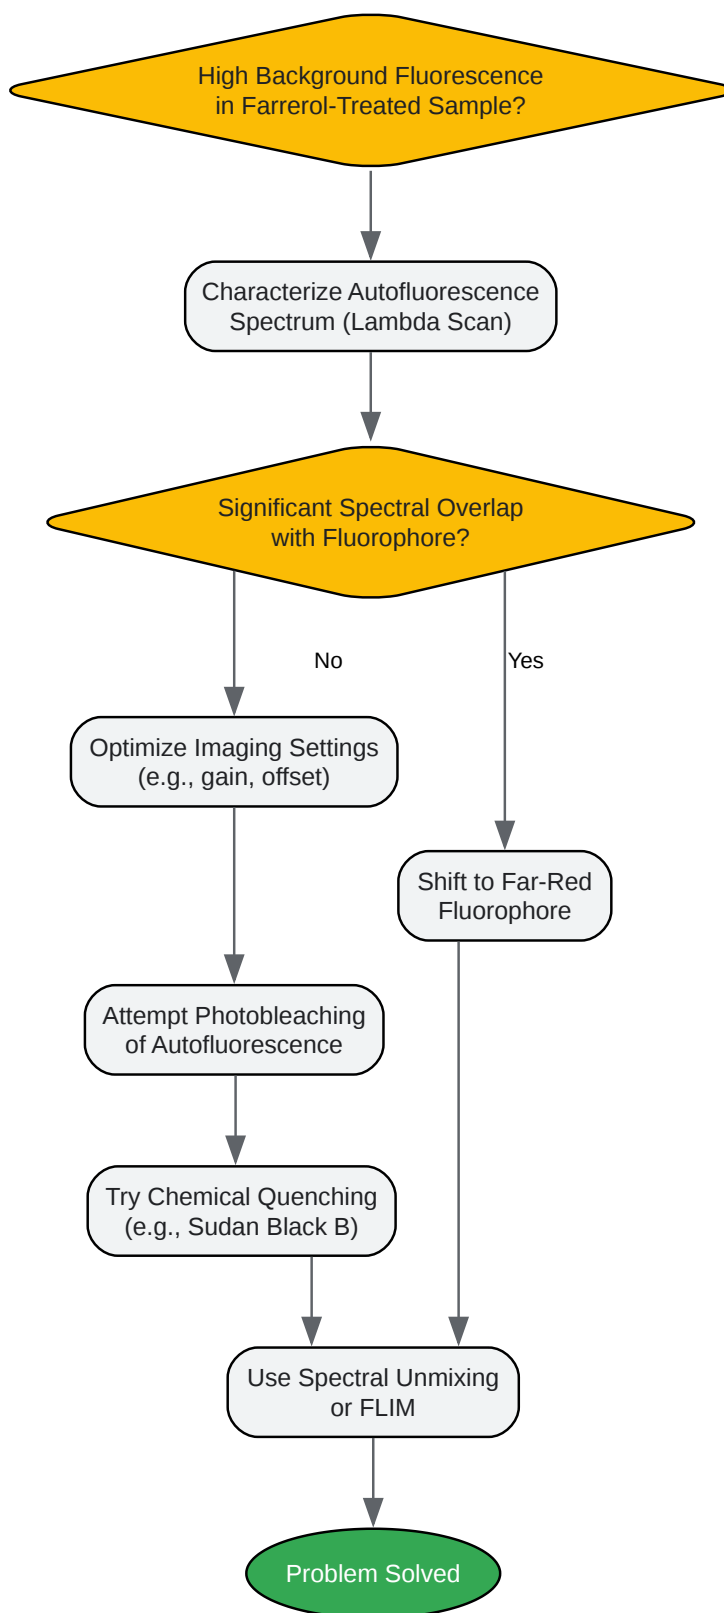 High Background Fluorescence
in Farrerol-Treated Sample?
Characterize Autofluorescence
Spectrum (Lambda Scan)
Significant Spectral Overlap
with Fluorophore?
No
Yes
Optimize Imaging Settings
(e.g., gain, offset)
Shift to Far-Red
Fluorophore
Attempt Photobleaching
of Autofluorescence
Try Chemical Quenching
(e.g., Sudan Black B)
Use Spectral Unmixing
or FLIM
Problem Solved